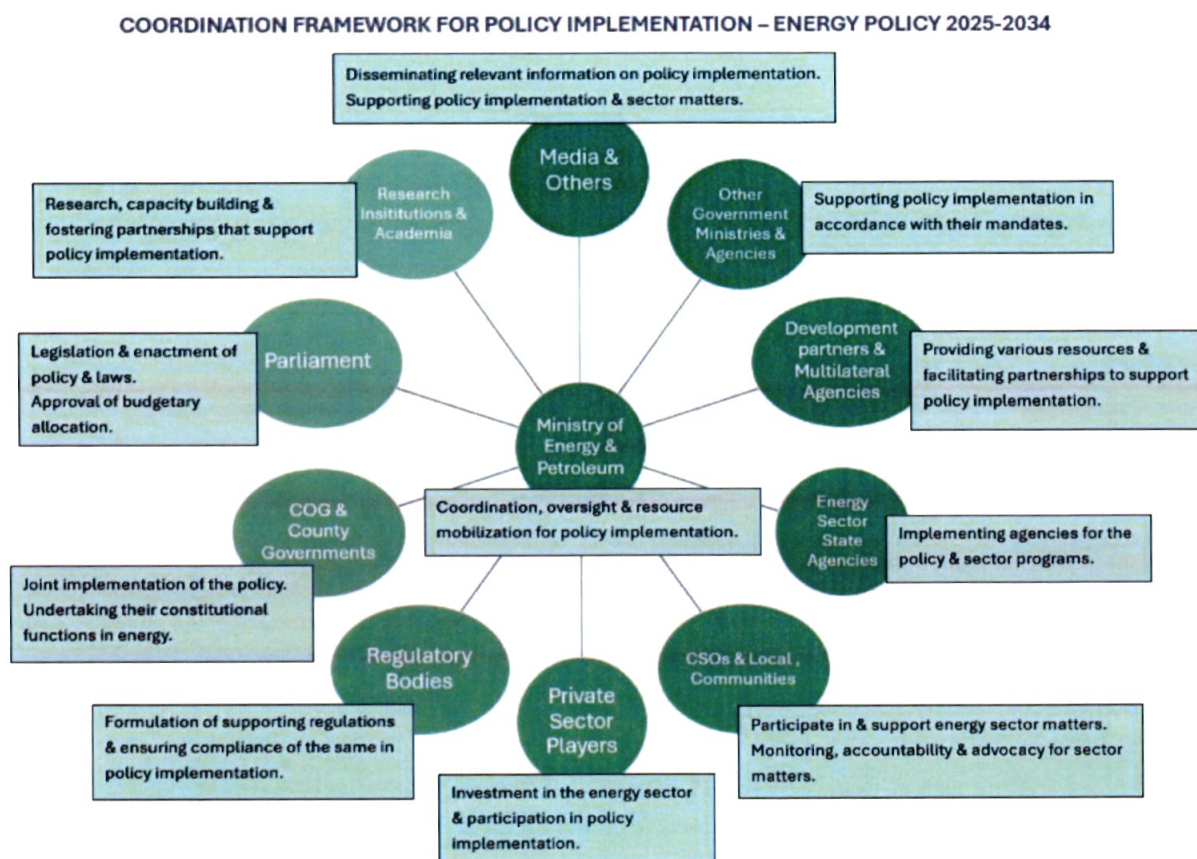 COORDINATION FRAMEWORK FOR POLICY IMPLEMENTATION – ENERGY POLICY 2025-2034
Disseminating relevant information on policy implementation.
Supporting policy implementation & sector matters.
Media &
Others
Research
Insititutions &
Academia
Research, capacity building &
fostering partnerships that support
policy implementation.
Other
Government
Ministries &
Agencies
Supporting policy implementation in
accordance with their mandates.
Parliament
Legislation & enactment of
policy & laws.
Approval of budgetary
allocation.
Development
partners &
Multilateral
Agencies
Providing various resources &
facilitating partnerships to support
policy implementation.
Ministry of
Energy &
Petroleum
Coordination, oversight & resource
mobilization for policy implementation.
COG &
County
Governments
Joint implementation of the policy.
Undertaking their constitutional
functions in energy.
Energy
Sector
State
Agencies
Implementing agencies for the
policy & sector programs.
Regulatory
Bodies
Formulation of supporting regulations
& ensuring compliance of the same in
policy implementation.
Private
Sector
Players
Investment in the energy sector
& participation in policy
implementation.
CSOs & Local ,
Communities
Participate in & support energy sector matters.
Monitoring, accountability & advocacy for sector
matters.